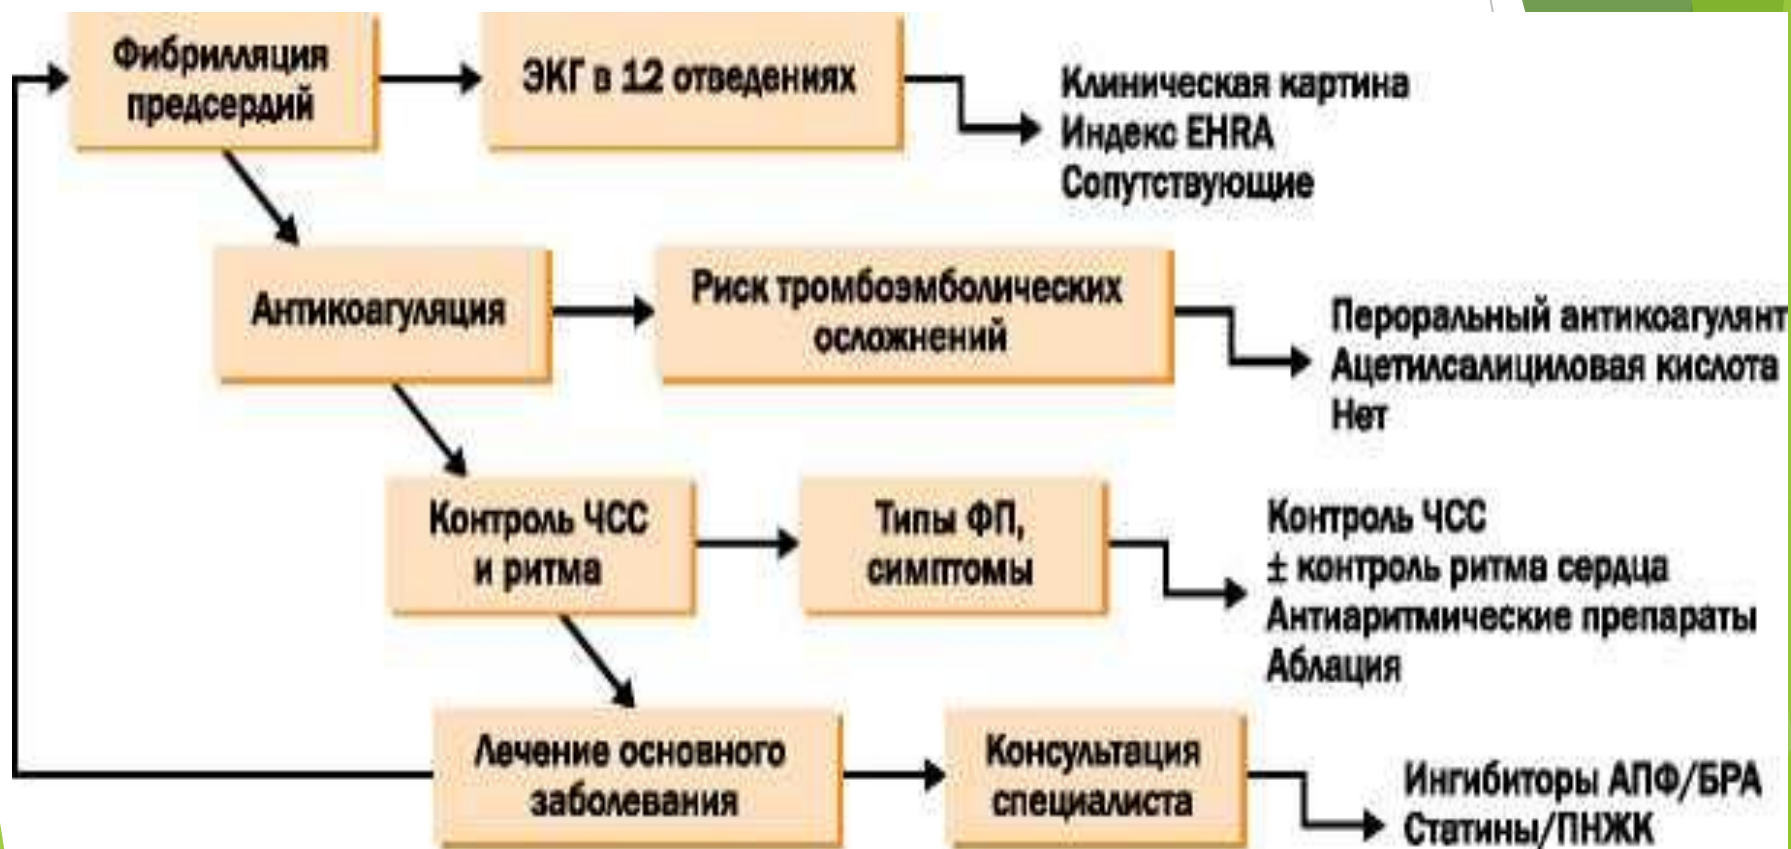 Фибрилляция
предсердий
ЭКГ в 12 отведениях
Клиническая картина
Индекс EHRA
Сопутствующие
Антикоагуляция
Риск тромбоэмболических
осложнений
Пероральный антикоагулянт
Ацетилсалициловая кислота
Нет
Контроль ЧСС
и ритма
Типы ФП,
симптомы
Контроль ЧСС
± контроль ритма сердца
Антиаритмические препараты
Аблация
Лечение основного
заболевания
Консультация
специалиста
Ингибиторы АПФ/БРА
Статины/ПНЖК